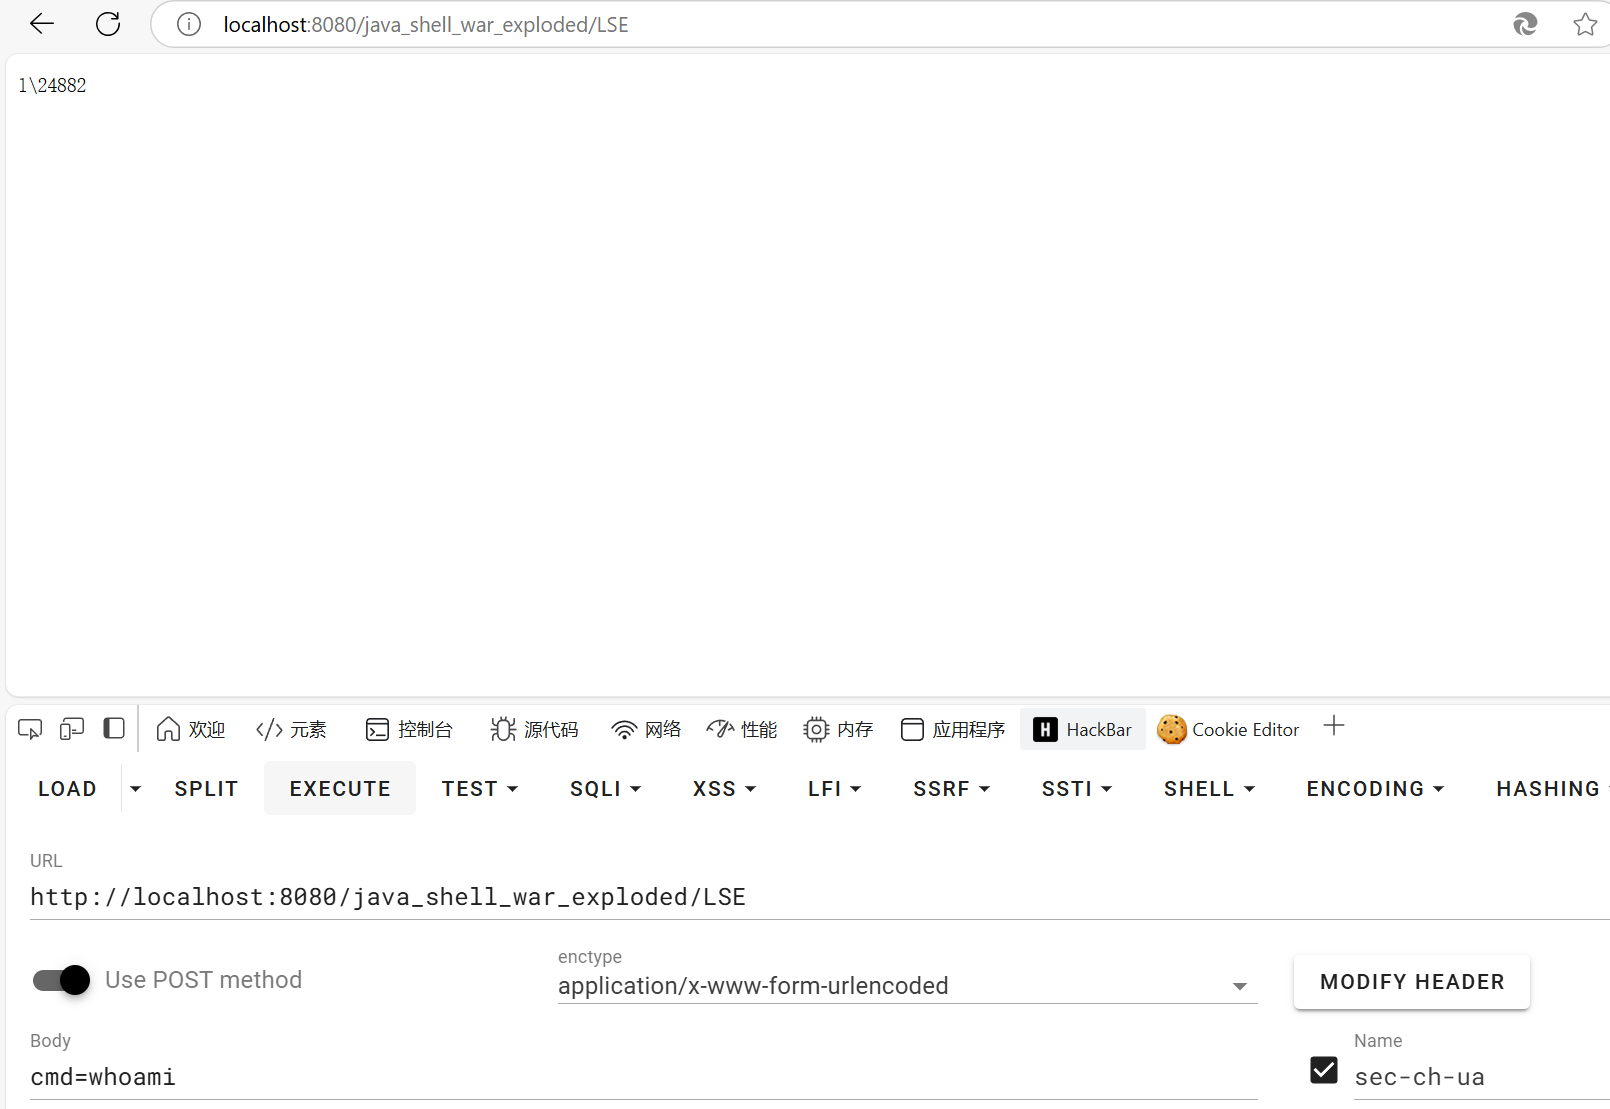 localhost:8080/java_shell_war_exploded/LSE
1\24882
欢迎 元素 控制台 源代码 网络 性能 内存 应用程序 HackBar Cookie Editor
LOAD SPLIT EXECUTE TEST SQLI XSS LFI SSRF SSTI SHELL ENCODING HASHING
URL
http://localhost:8080/java_shell_war_exploded/LSE
enctype
Use POST method application/x-www-form-urlencoded MODIFY HEADER
Body Name
cmd=whoami sec-ch-ua